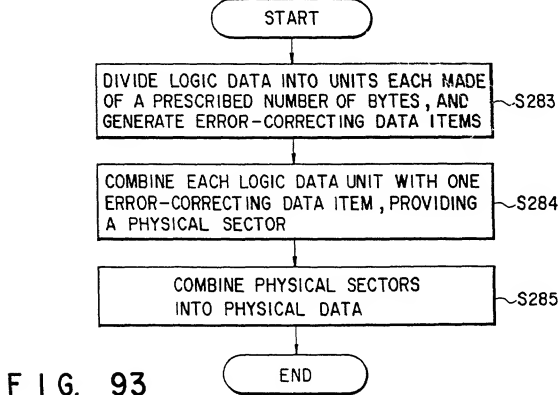 START
DIVIDE LOGIC DATA INTO UNITS EACH MADE
OF A PRESCRIBED NUMBER OF BYTES, AND
GENERATE ERROR-CORRECTING DATA ITEMS
S283
COMBINE EACH LOGIC DATA UNIT WITH ONE
ERROR-CORRECTING DATA ITEM, PROVIDING
A PHYSICAL SECTOR
S284
COMBINE PHYSICAL SECTORS
INTO PHYSICAL DATA
S285
END
FIG. 93